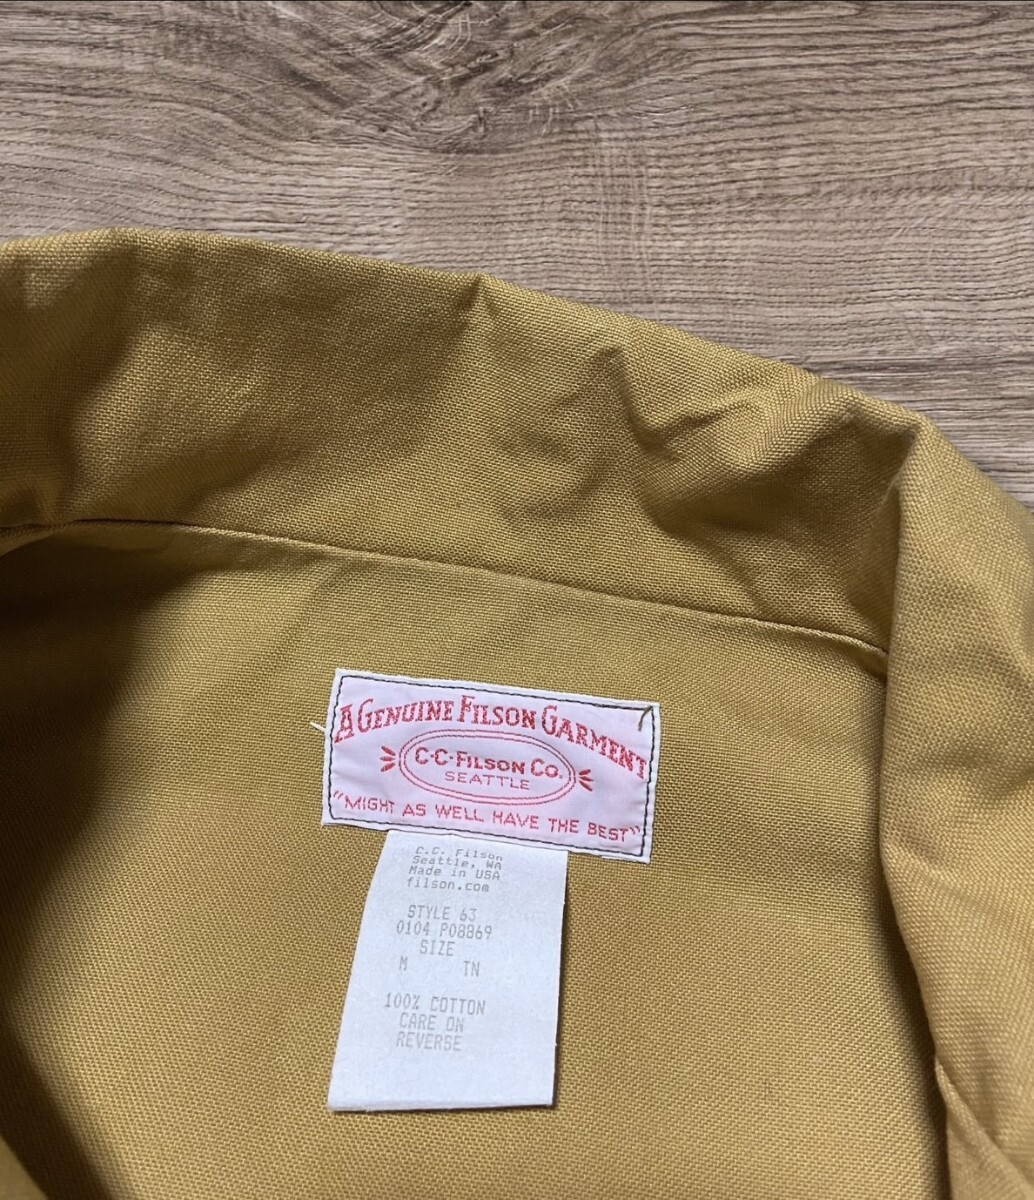 A GENUINE FILSON GARMENT
C·C·FILSON CO.
SEATTLE
"MIGHT AS WELL HAVE THE BEST"
C.C. Filson
Seattle, WA
Made in USA
filson.com
STYLE 63
0104 P08869
SIZE
M TN
100% COTTON
CARE ON
REVERSE